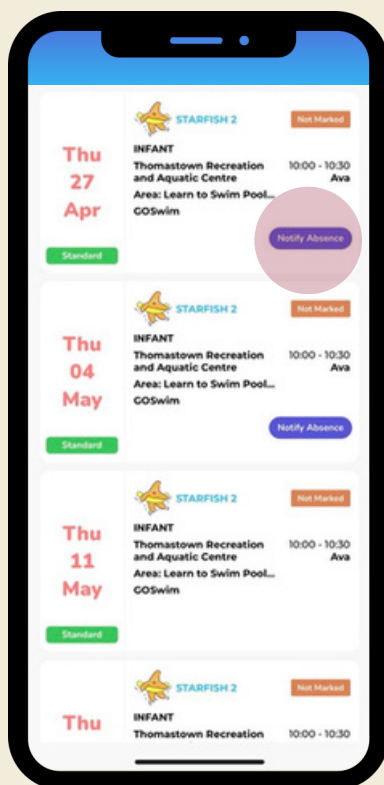 STARFISH 2
Not Marked
Thu
27
Apr
INFANT
Thomastown Recreation
and Aquatic Centre
10:00 - 10:30
Ava
Area: Learn to Swim Pool...
GOSwim
Notify Absence
Standard
STARFISH 2
Not Marked
Thu
04
May
INFANT
Thomastown Recreation
and Aquatic Centre
10:00 - 10:30
Ava
Area: Learn to Swim Pool...
GOSwim
Notify Absence
Standard
STARFISH 2
Not Marked
Thu
11
May
INFANT
Thomastown Recreation
and Aquatic Centre
10:00 - 10:30
Ava
Area: Learn to Swim Pool...
GOSwim
Standard
STARFISH 2
Not Marked
Thu
INFANT
Thomastown Recreation
10:00 - 10:30